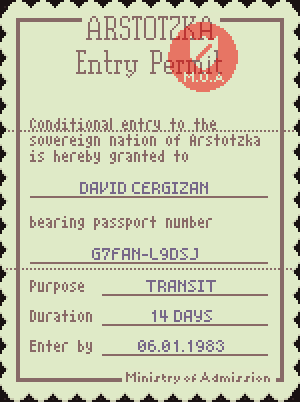 ARSTOTZKA
Entry Permit
M.O.A
Conditional entry to the
sovereign nation of Arstotzka
is hereby granted to
DAVID CERGIZAN
bearing passport number
G7FAN-L9DSJ
Purpose TRANSIT
Duration 14 DAYS
Enter by 06.01.1983
Ministry of Admission